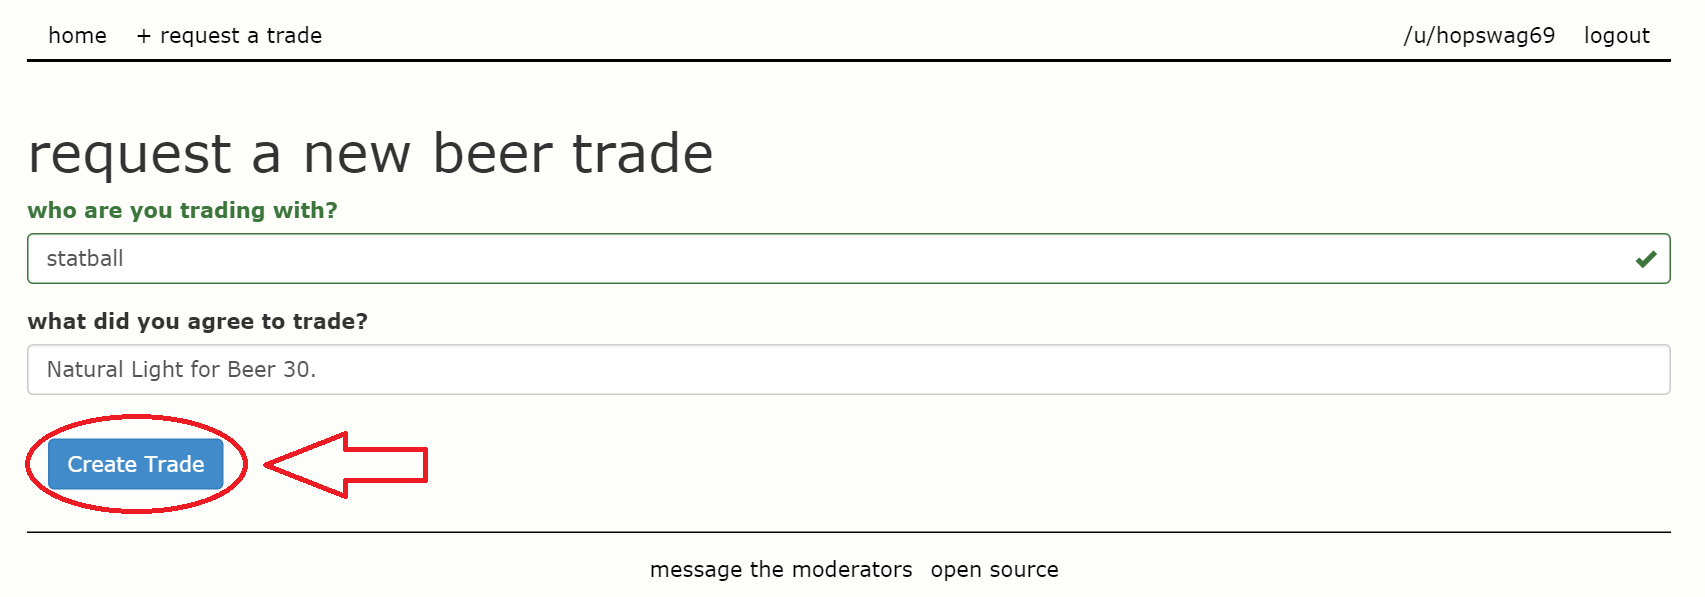 home + request a trade /u/hopswag69 logout
request a new beer trade
who are you trading with?
statball
what did you agree to trade?
Natural Light for Beer 30.
Create Trade
message the moderators open source